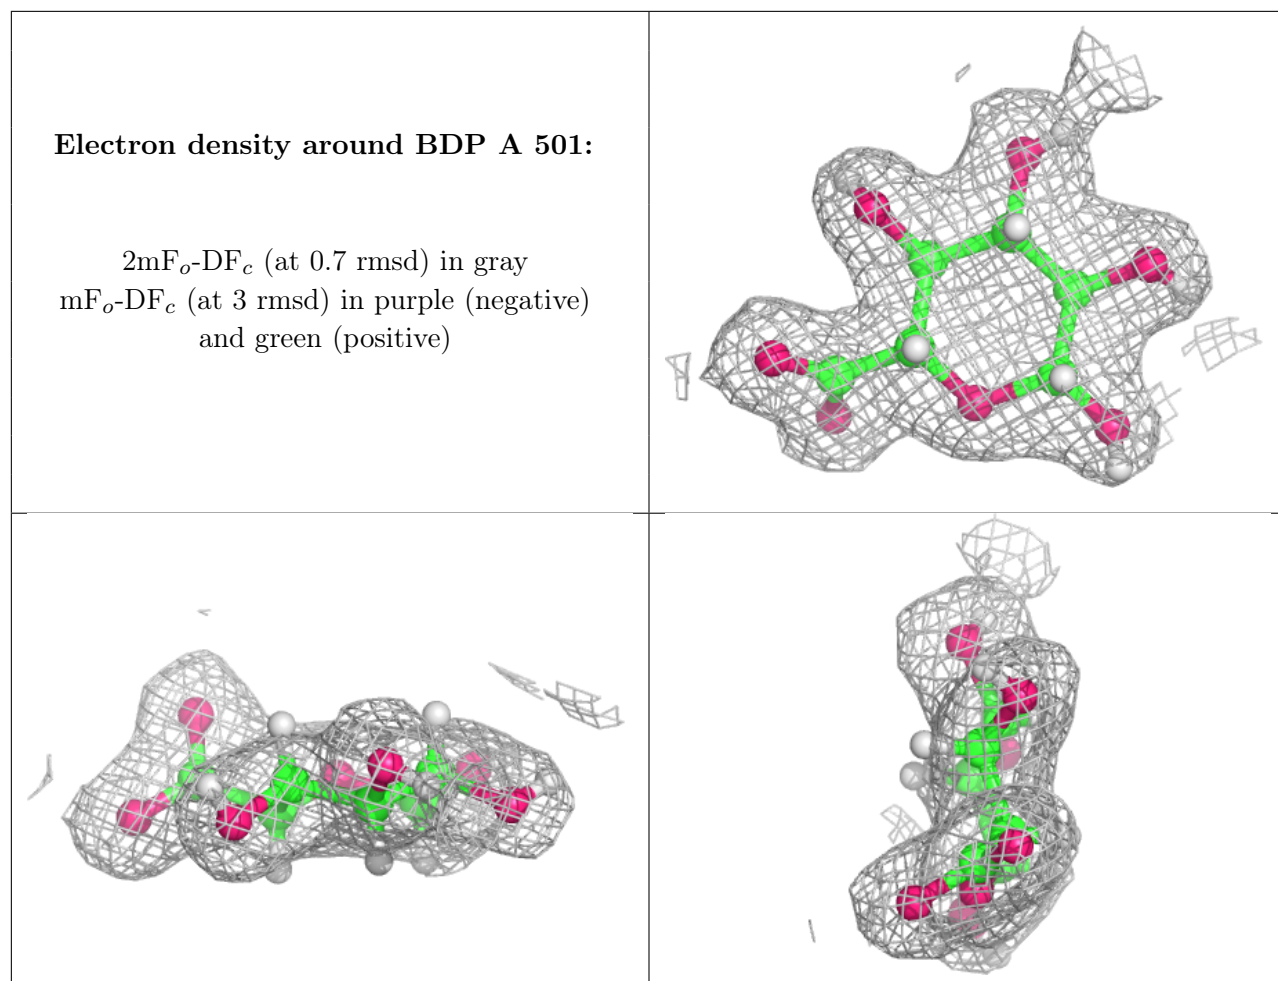 Electron density around BDP A 501:
2mFo-DFc (at 0.7 rmsd) in gray
mFo-DFc (at 3 rmsd) in purple (negative)
and green (positive)